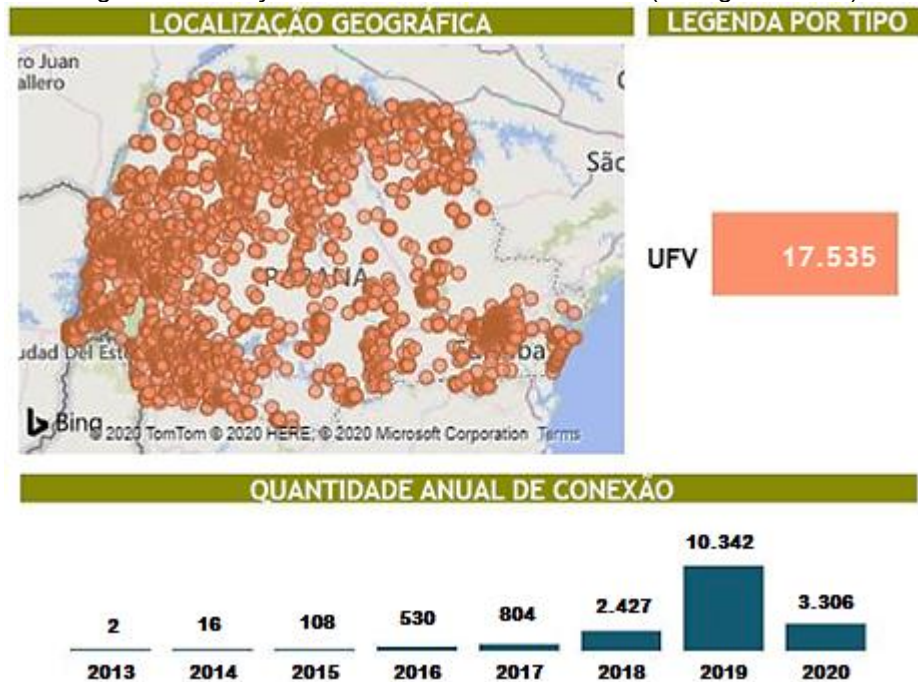 LOCALIZAÇÃO GEOGRÁFICA
LEGENDA POR TIPO
ro Juan
allero
São
PARANÁ
UFV
17.535
udad Del Este
Bing
© 2020 TomTom © 2020 HERE, © 2020 Microsoft Corporation Terms
QUANTIDADE ANUAL DE CONEXÃO
2
16
108
530
804
2.427
10.342
3.306
2013
2014
2015
2016
2017
2018
2019
2020